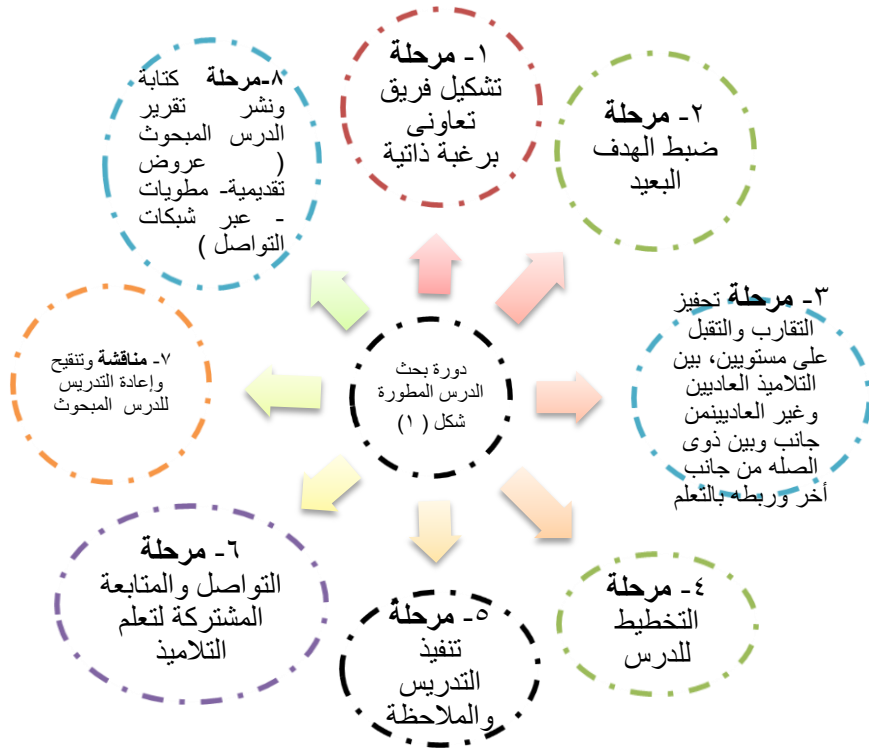 ١- مرحلة
تشكيل فريق
تعاونى
برغبة ذاتية
٢- مرحلة
ضبط الهدف
البعيد
٣- مرحلة تحفيز
التقارب والتقبل
على مستويين، بين
التلاميذ العاديين
وغير العاديينمن
جانب وبين ذوى
الصله من جانب
أخر وربطه بالتعلم
٤- مرحلة
التخطيط
للدرس
٥- مرحلة
تنفيذ
التدريس
والملاحظة
٦- مرحلة
التواصل والمتابعة
المشتركة لتعلم
التلاميذ
٧- مناقشة وتنقيح
وإعادة التدريس
للدرس المبحوث
٨-مرحلة كتابة
ونشر تقرير
الدرس المبحوث
( عروض
تقديمية- مطويات
- عبر شبكات
التواصل )
دورة بحث
الدرس المطورة
شكل ( ١ )